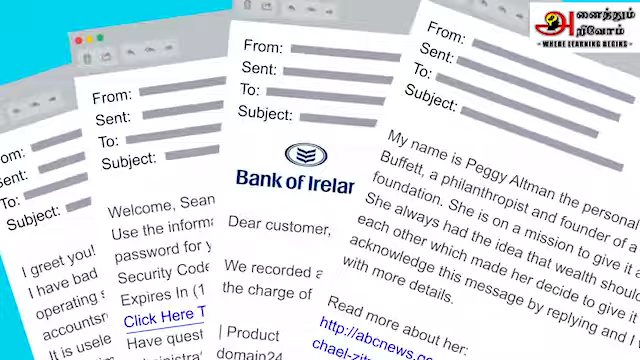 அனைத்தும்
அறிவோம்
- WHERE LEARNING BEGINS -
From:
Sent:
To:
Subject:
I greet you!
I have bad
operating s
accountsr
It is usele
From:
Sent:
To:
Subject:
Welcome, Sean
Use the informa
password for y
Security Code
Expires In (1
Click Here T
Have quest
From:
Sent:
To:
Subject:
Bank of Irelan
Dear customer,
We recorded a
the charge of
| Product
domain24
From:
Sent:
To:
Subject:
My name is Peggy Altman the personal
Buffett, a philanthropist and founder of a
foundation. She is on a mission to give it a
She always had the idea that wealth should
each other which made her decide to give it
acknowledge this message by replying and I
with more details.
Read more about her:
http://abcnews.
chael-zit